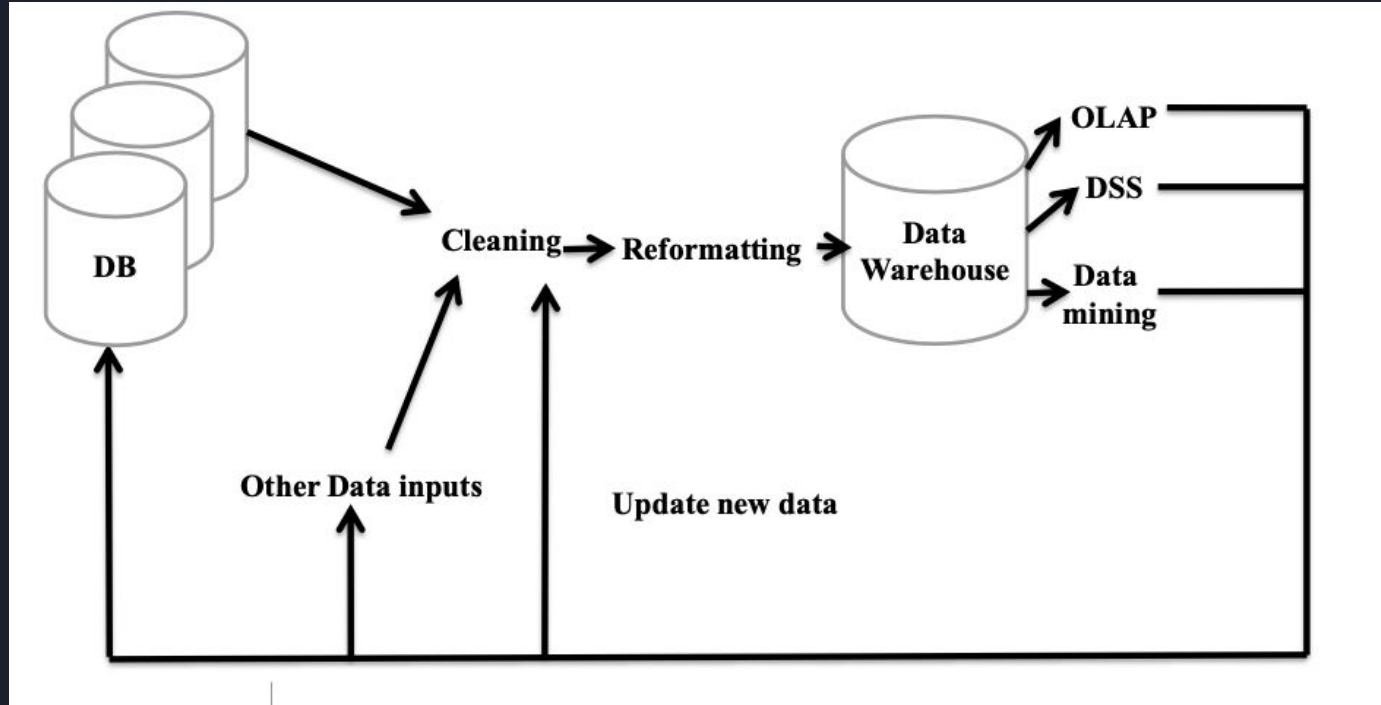 OLAP
DSS
DB
Cleaning
Reformatting
Data
Warehouse
Data
mining
Other Data inputs
Update new data